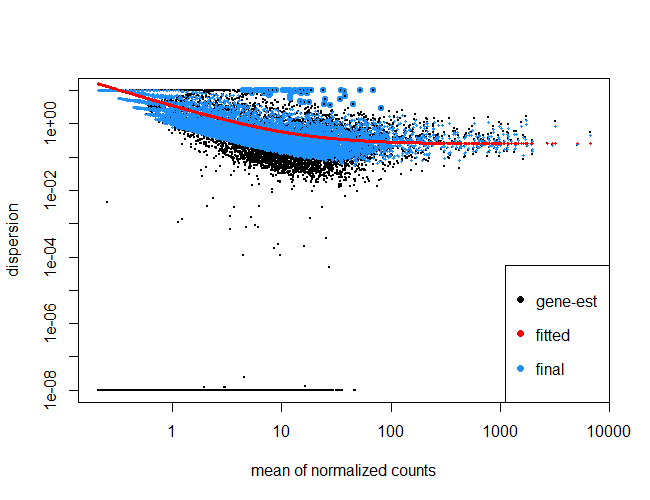 dispersion
1e+00
1e-02
1e-04
1e-06
1e-08
gene-est
fitted
final
1
10
100
1000
10000
mean of normalized counts